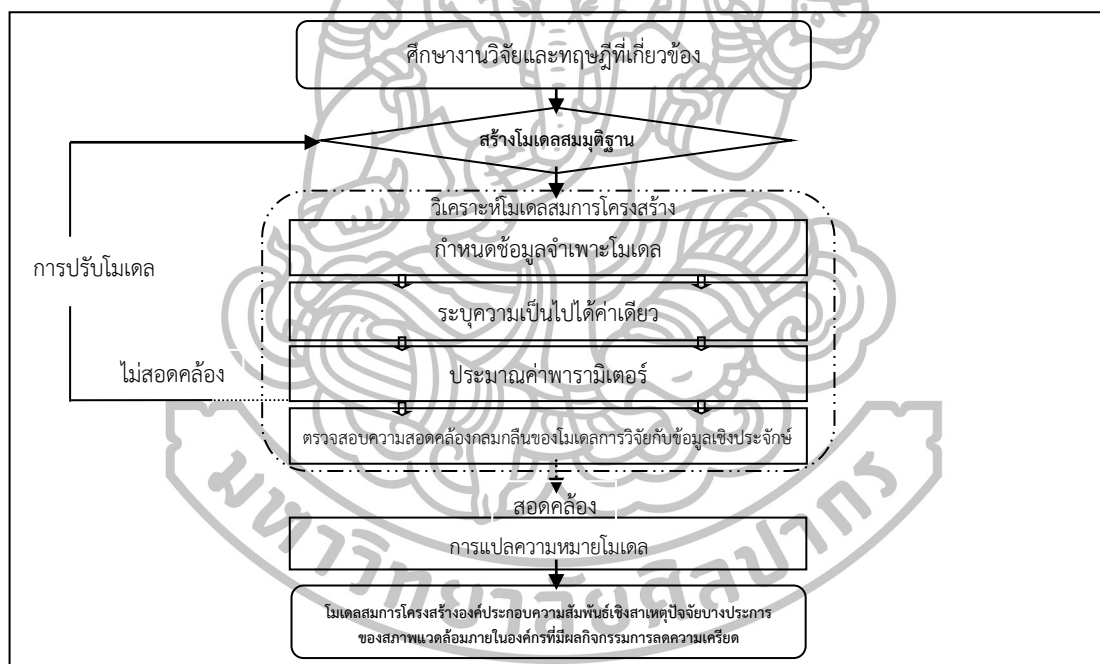 ศึกษางานวิจัยและทฤษฎีที่เกี่ยวข้อง
สร้างโมเดลสมมุติฐาน
วิเคราะห์โมเดลสมการโครงสร้าง
กำหนดข้อมูลจำเพาะโมเดล
การปรับโมเดล
ระบุความเป็นไปได้ค่าเดียว
ไม่สอดคล้อง
ประมาณค่าพารามิเตอร์
ตรวจสอบความสอดคล้องกลมกลืนของโมเดลการวิจัยกับข้อมูลเชิงประจักษ์
สอดคล้อง
การแปลความหมายโมเดล
โมเดลสมการโครงสร้างองค์ประกอบความสัมพันธ์เชิงสาเหตุปัจจัยบางประการ
ของสภาพแวดล้อมภายในองค์กรที่มีผลกิจกรรมการลดความเครียด
มหาวิทยาลัยศิลปากร